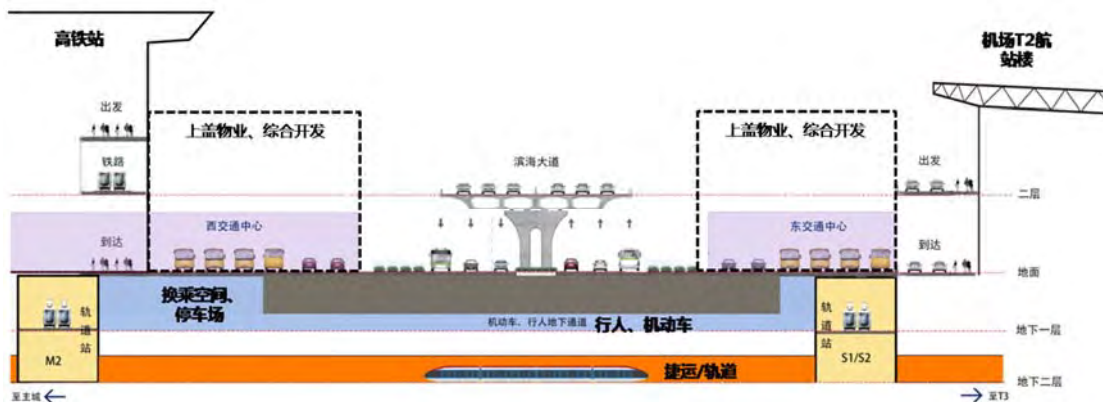 高铁站
机场T2航
站楼
出发
上盖物业、综合开发
上盖物业、综合开发
滨海大道
铁路
出发
二层
西交通中心
东交通中心
到达
到达
地面
换乘空间、
停车场
轨道站
机动车、行人地下通道
行人、机动车
轨道站
地下一层
M2
S1/S2
捷运/轨道
地下二层
至主城
至T3